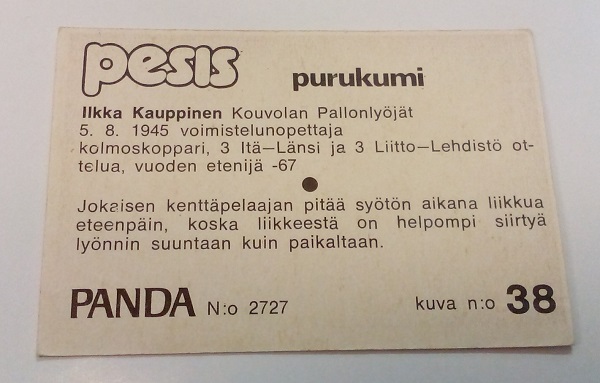 pesis purukumi
Ilkka Kauppinen Kouvolan Pallonlyöjät
5. 8. 1945 voimistelunopettaja
kolmoskoppari, 3 Itä—Länsi ja 3 Liitto—Lehdistö ot-
telua, vuoden etenijä -67
Jokaisen kenttäpelaajan pitää syötön aikana liikkua
eteenpäin, koska liikkeestä on helpompi siirtyä
lyönnin suuntaan kuin paikaltaan.
PANDA N:o 2727 kuva n:o 38